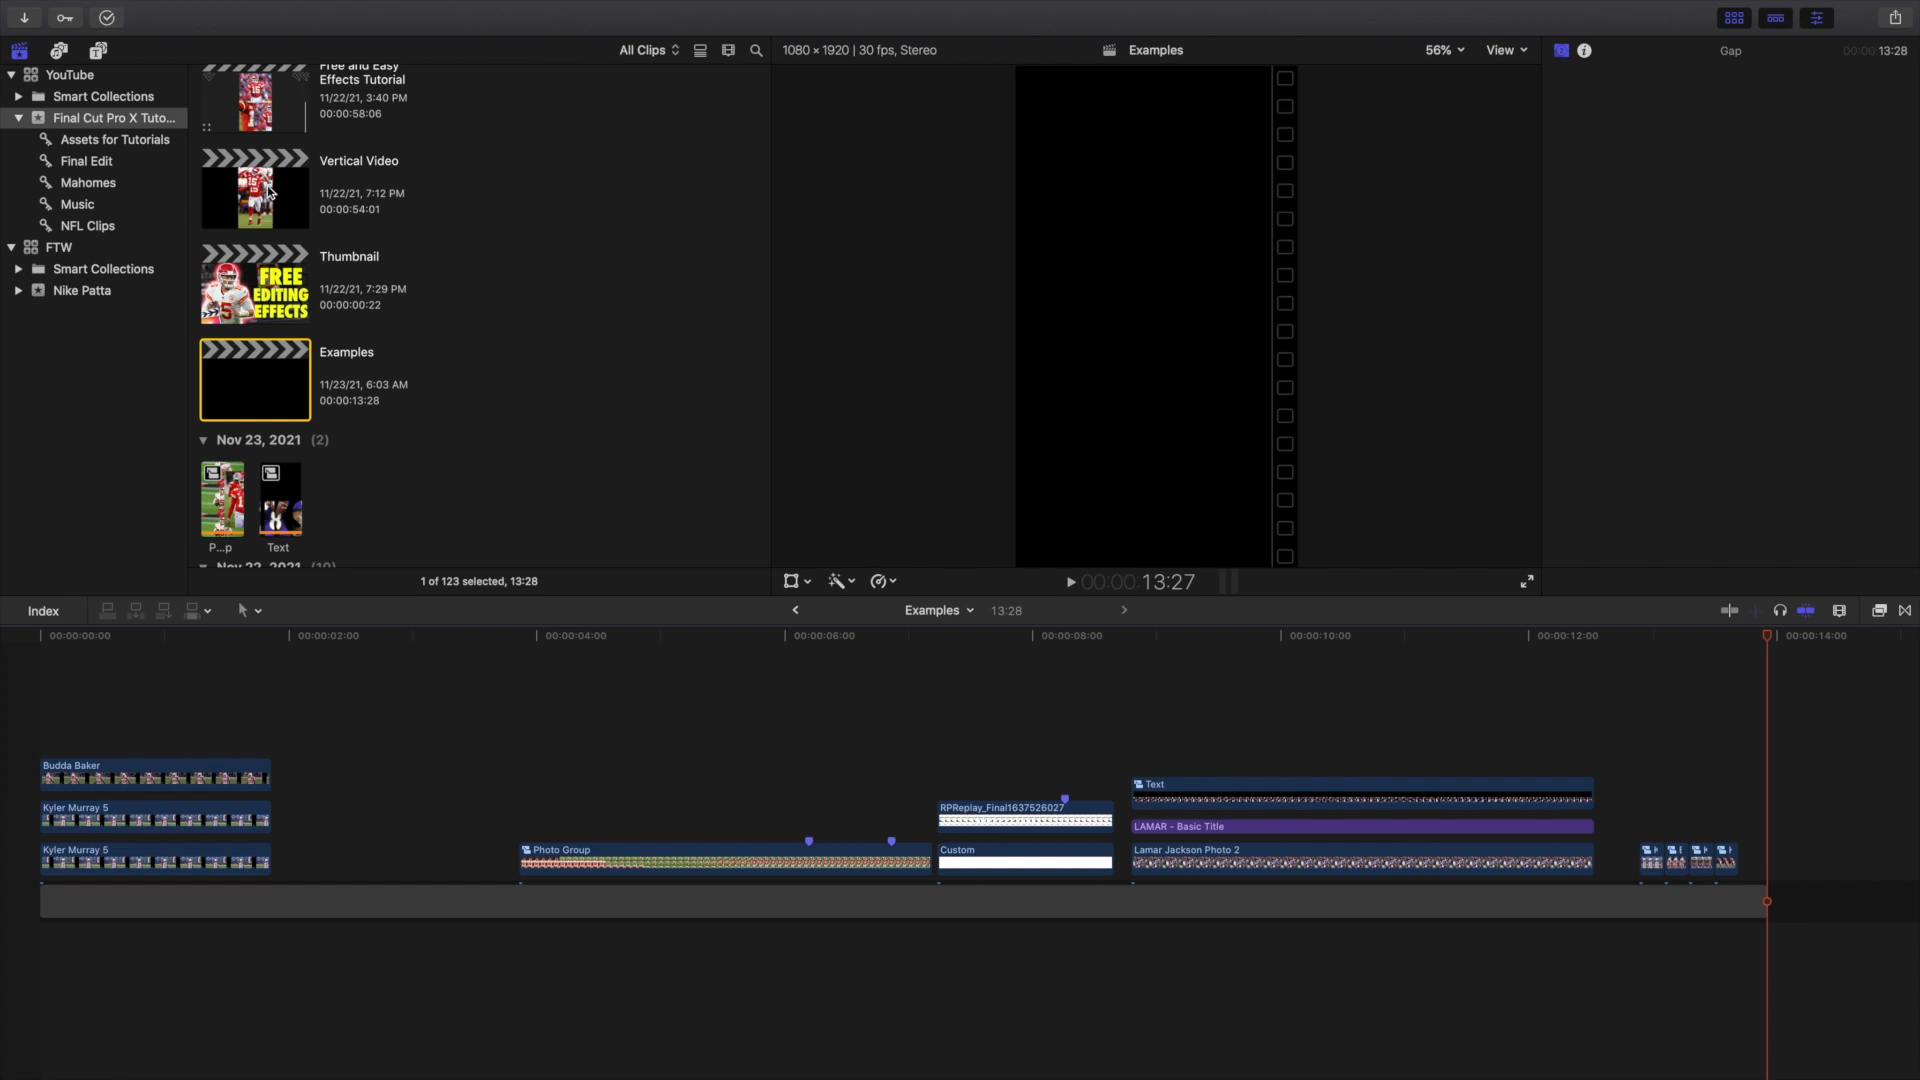 All Clips
1080 × 1920 | 30 fps, Stereo
Examples
56%
View
Gap
00:00:13:28
YouTube
Smart Collections
Final Cut Pro X Tuto...
Assets for Tutorials
Final Edit
Mahomes
Music
NFL Clips
FTW
Smart Collections
Nike Patta
Free and Easy
Effects Tutorial
11/22/21, 3:40 PM
00:00:58:06
Vertical Video
11/22/21, 7:12 PM
00:00:54:01
FREE
EDITING
EFFECTS
Thumbnail
11/22/21, 7:29 PM
00:00:00:22
Examples
11/23/21, 6:03 AM
00:00:13:28
Nov 23, 2021 (2)
P...p
Text
Nov 22, 2021 (10)
1 of 123 selected, 13:28
00:00:13:27
Index
Examples
13:28
00:00:00:00
00:00:02:00
00:00:04:00
00:00:06:00
00:00:08:00
00:00:10:00
00:00:12:00
00:00:14:00
Budda Baker
Kyler Murray 5
Kyler Murray 5
Photo Group
RPReplay_Final1637526027
Custom
Text
LAMAR - Basic Title
Lamar Jackson Photo 2